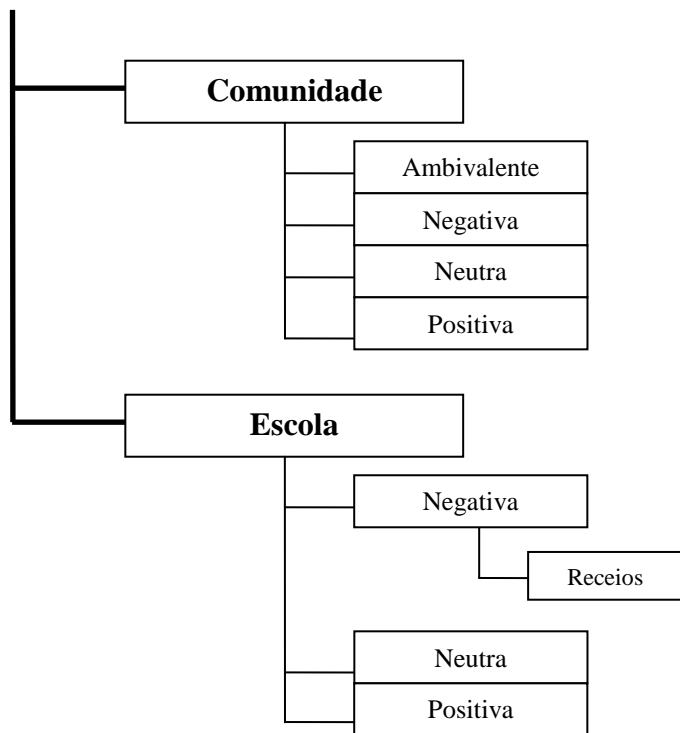 Comunidade
Ambivalente
Negativa
Neutra
Positiva
Escola
Negativa
Receios
Neutra
Positiva